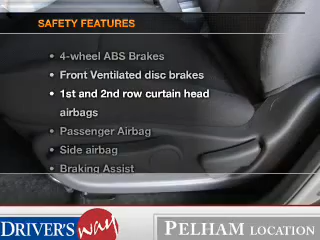 SAFETY FEATURES
• 4-wheel ABS Brakes
• Front Ventilated disc brakes
• 1st and 2nd row curtain head
airbags
• Passenger Airbag
• Side airbag
• Braking Assist
DRIVER'S way
PELHAM LOCATION